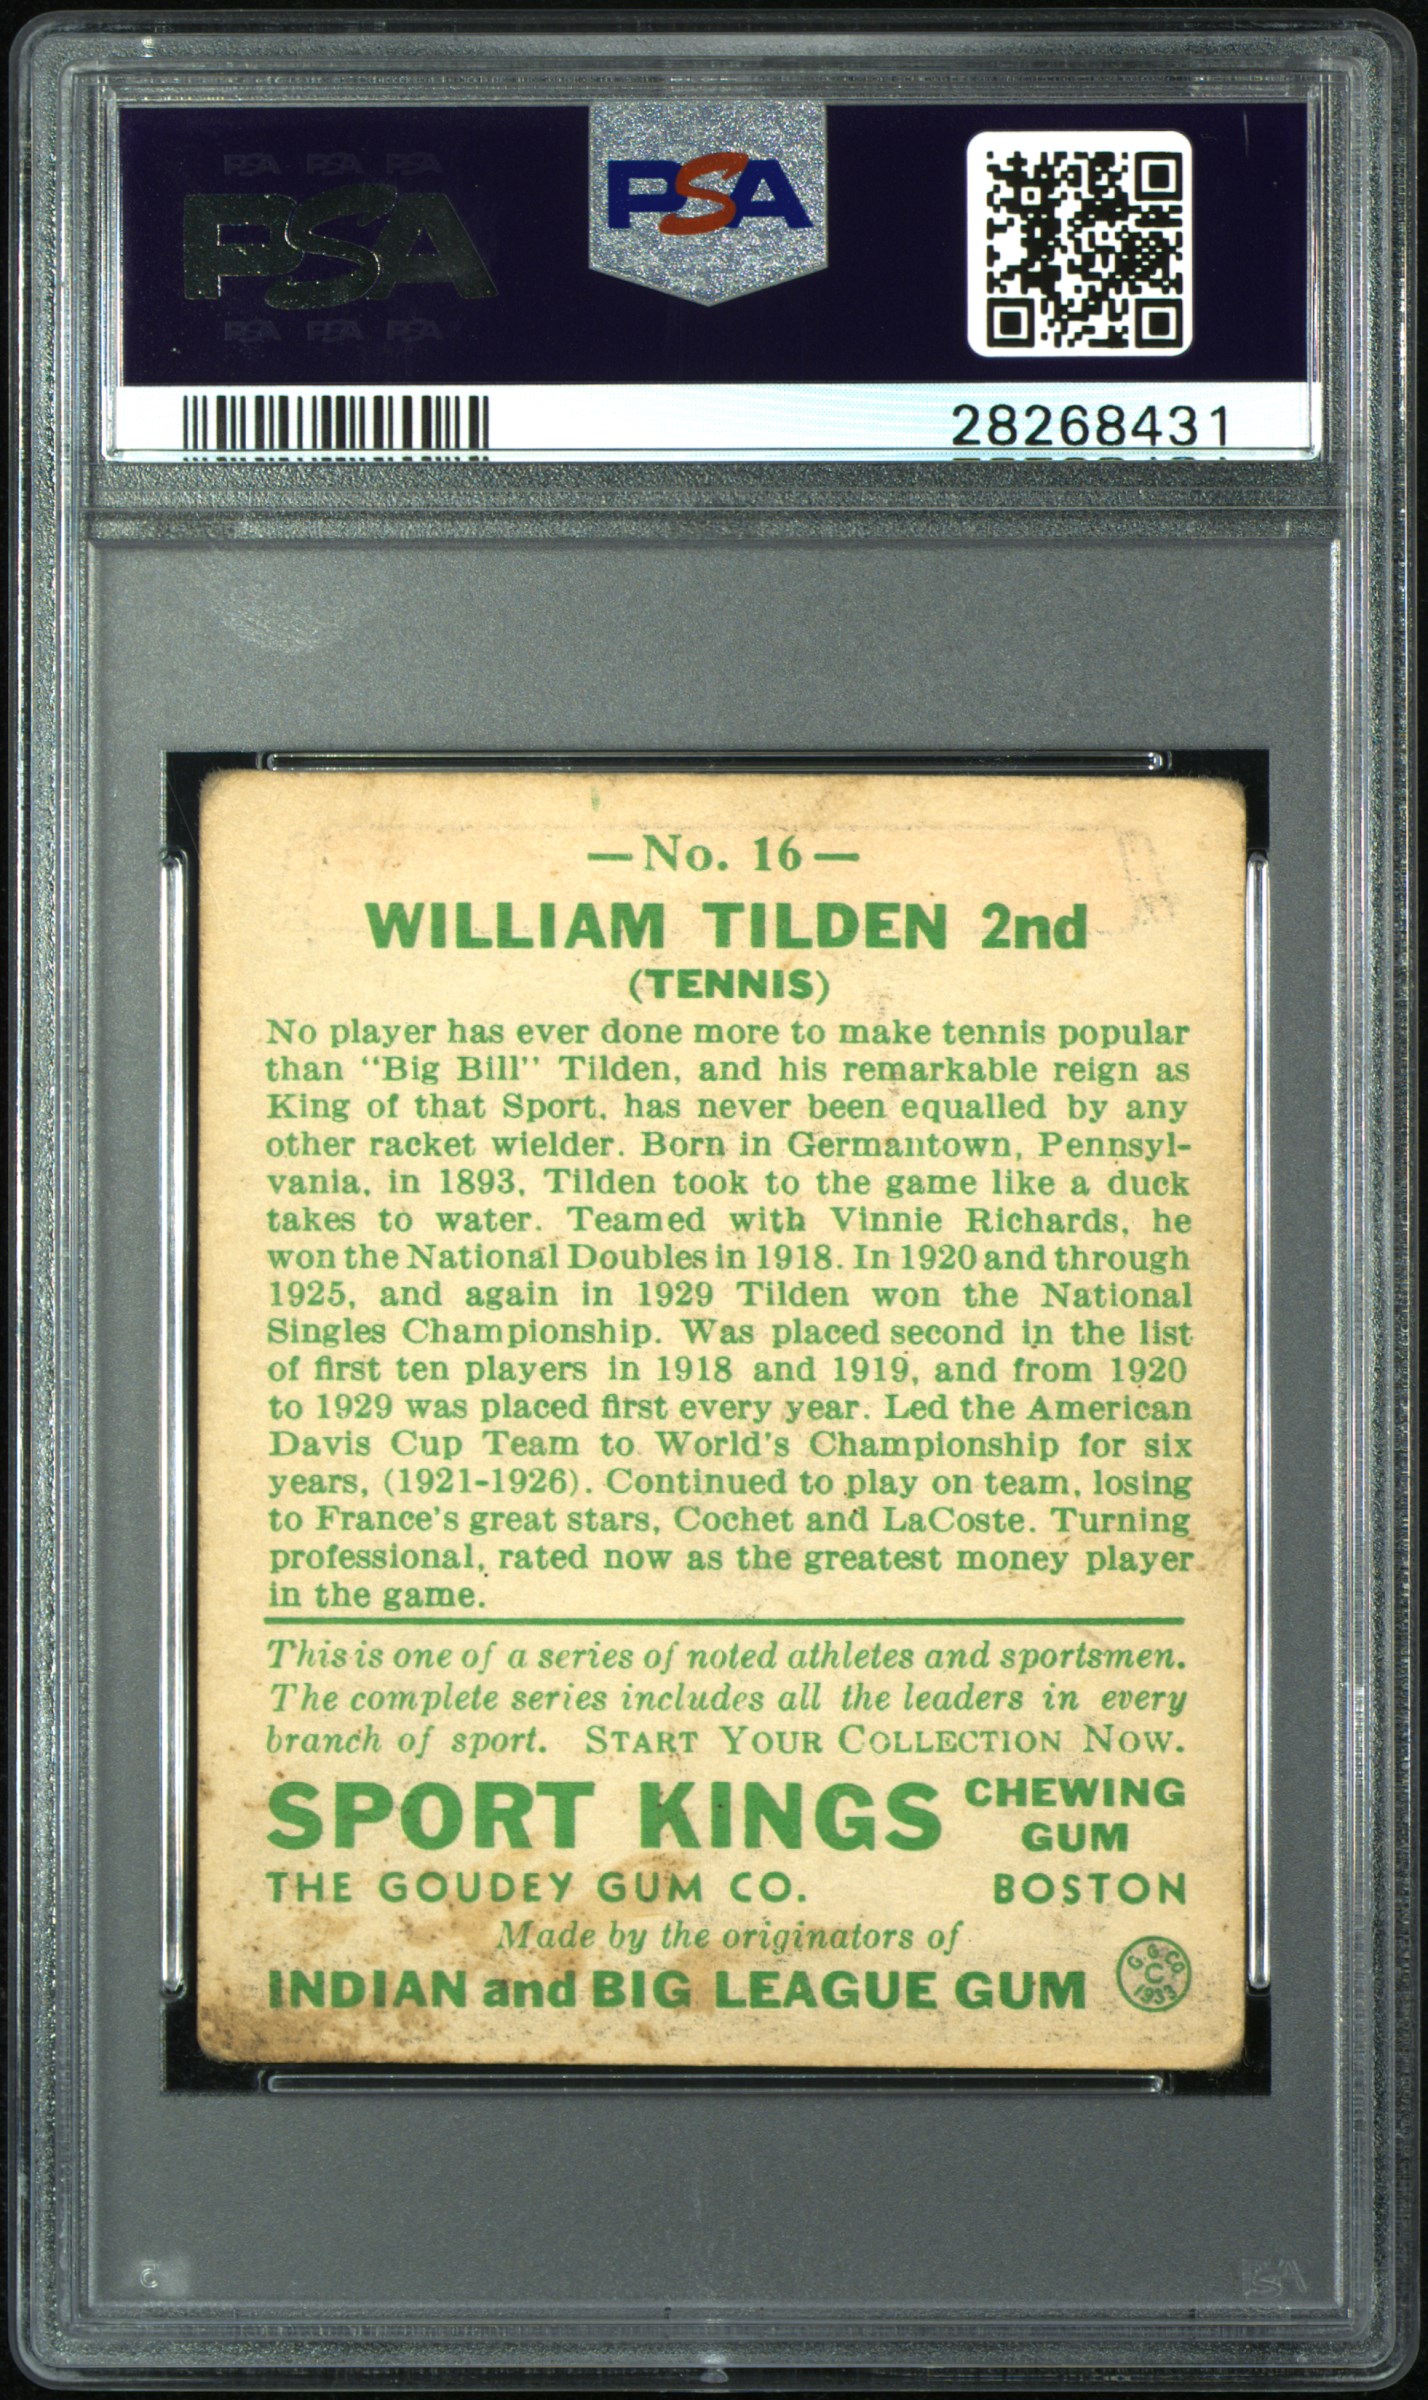 PSA PSA PSA
PSA
PSA PSA PSA
PSA
28268431
—No. 16—
WILLIAM TILDEN 2nd
(TENNIS)
No player has ever done more to make tennis popular
than "Big Bill" Tilden, and his remarkable reign as
King of that Sport, has never been equalled by any
other racket wielder. Born in Germantown, Pennsyl-
vania, in 1893, Tilden took to the game like a duck
takes to water. Teamed with Vinnie Richards, he
won the National Doubles in 1918. In 1920 and through
1925, and again in 1929 Tilden won the National
Singles Championship. Was placed second in the list
of first ten players in 1918 and 1919, and from 1920
to 1929 was placed first every year. Led the American
Davis Cup Team to World's Championship for six
years, (1921-1926). Continued to play on team, losing
to France's great stars, Cochet and LaCoste. Turning
professional, rated now as the greatest money player
in the game.
This is one of a series of noted athletes and sportsmen.
The complete series includes all the leaders in every
branch of sport. START YOUR COLLECTION NOW.
SPORT KINGS CHEWING GUM
THE GOUDEY GUM CO. BOSTON
Made by the originators of
INDIAN and BIG LEAGUE GUM
G. G. Co
C
1933
PSA